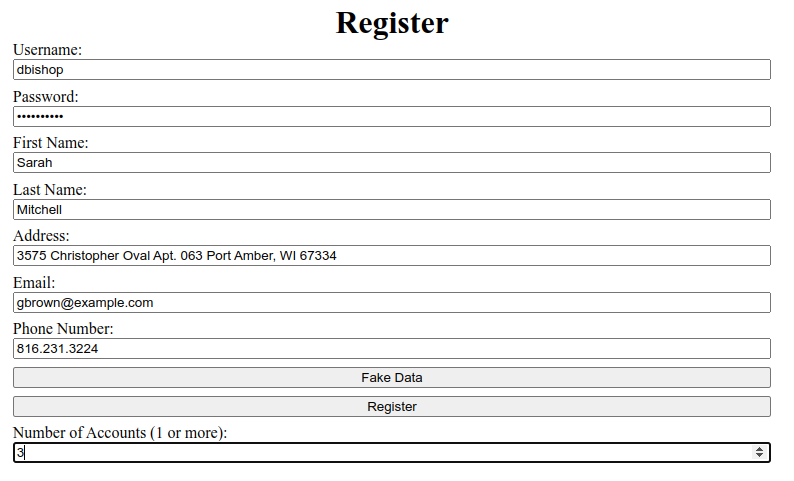 Register
Username:
dbishop
Password:
••••••••••
First Name:
Sarah
Last Name:
Mitchell
Address:
3575 Christopher Oval Apt. 063 Port Amber, WI 67334
Email:
gbrown@example.com
Phone Number:
816.231.3224
Fake Data
Register
Number of Accounts (1 or more):
3